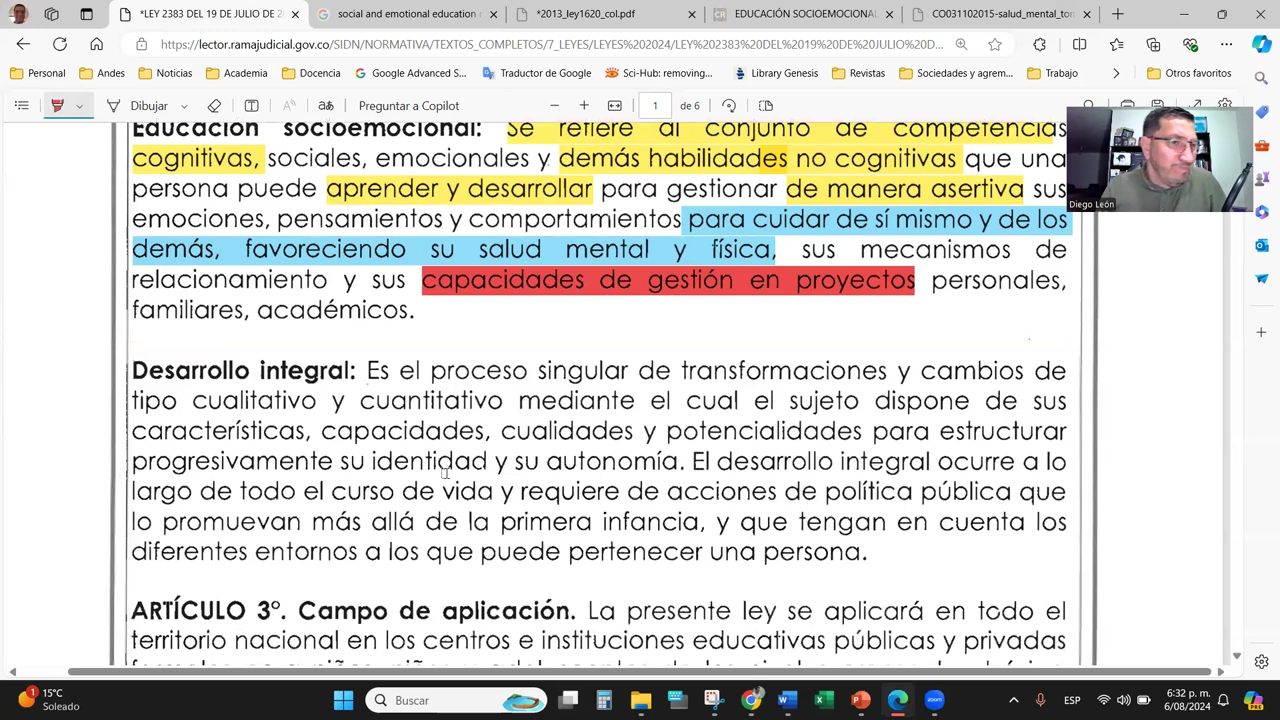 *LEY 2383 DEL 19 DE JULIO DE 2
social and emotional education
*2013_ley1620_col.pdf
EDUCACIÓN SOCIOEMOCIONAL
CO031102015-salud_mental_tom
https://lector.ramajudicial.gov.co/SIDN/NORMATIVA/TEXTOS_COMPLETOS/7_LEYES/LEYES%202024/LEY%202383%20DEL%2019%20DE%20JULIO%20D...
Personal Andes Noticias Academia Docencia Google Advanced S... Traductor de Google Sci-Hub: removing... Library Genesis Revistas Sociedades y agrem... Trabajo Otros favoritos
Dibujar Preguntar a Copilot 1 de 6
Educación socioemocional: Se refiere al conjunto de competencias
cognitivas, sociales, emocionales y demás habilidades no cognitivas que una
persona puede aprender y desarrollar para gestionar de manera asertiva sus
emociones, pensamientos y comportamientos para cuidar de sí mismo y de los
demás, favoreciendo su salud mental y física, sus mecanismos de
relacionamiento y sus capacidades de gestión en proyectos personales,
familiares, académicos.
Desarrollo integral: Es el proceso singular de transformaciones y cambios de
tipo cualitativo y cuantitativo mediante el cual el sujeto dispone de sus
características, capacidades, cualidades y potencialidades para estructurar
progresivamente su identidad y su autonomía. El desarrollo integral ocurre a lo
largo de todo el curso de vida y requiere de acciones de política pública que
lo promuevan más allá de la primera infancia, y que tengan en cuenta los
diferentes entornos a los que puede pertenecer una persona.
ARTÍCULO 3°. Campo de aplicación. La presente ley se aplicará en todo el
territorio nacional en los centros e instituciones educativas públicas y privadas
Diego León
15°C
Soleado
Buscar
ESP
6:32 p. m.
6/08/2024